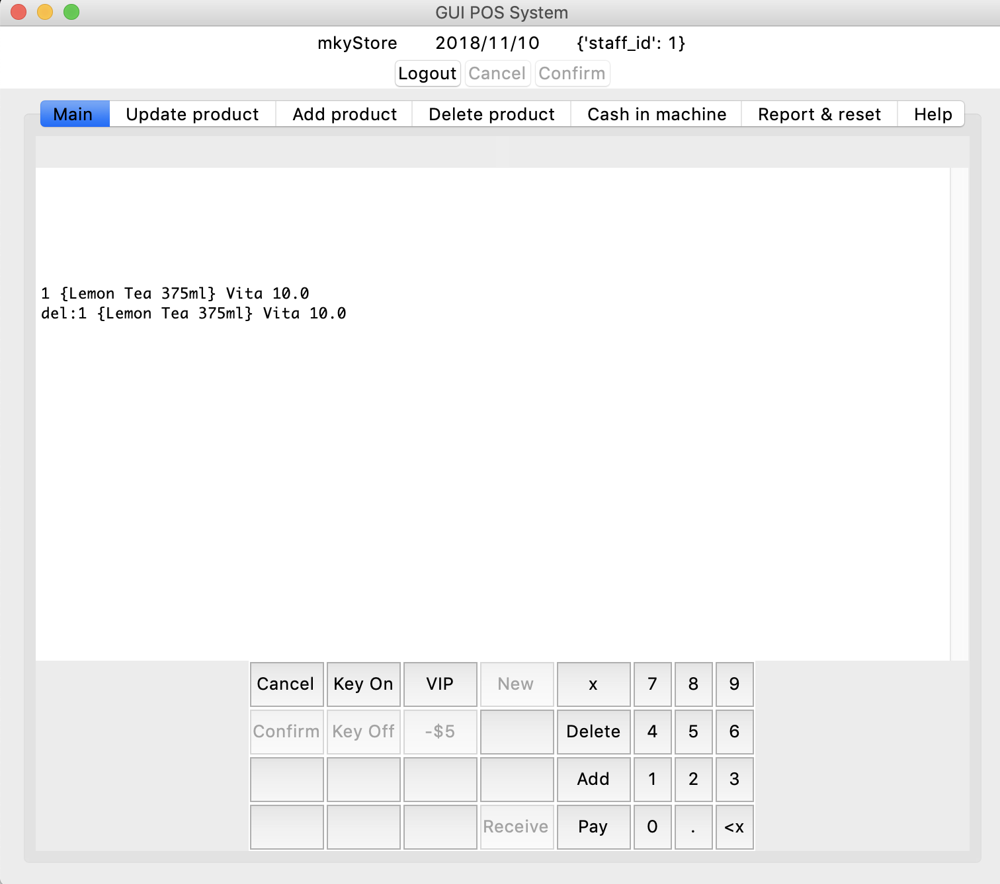 GUI POS System
mkyStore 2018/11/10 {'staff_id': 1}
Logout Cancel Confirm
Main Update product Add product Delete product Cash in machine Report & reset Help
1 {Lemon Tea 375ml} Vita 10.0
del:1 {Lemon Tea 375ml} Vita 10.0
Cancel Key On VIP New x 7 8 9
Confirm Key Off -$5 Delete 4 5 6
Add 1 2 3
Receive Pay 0 . <x